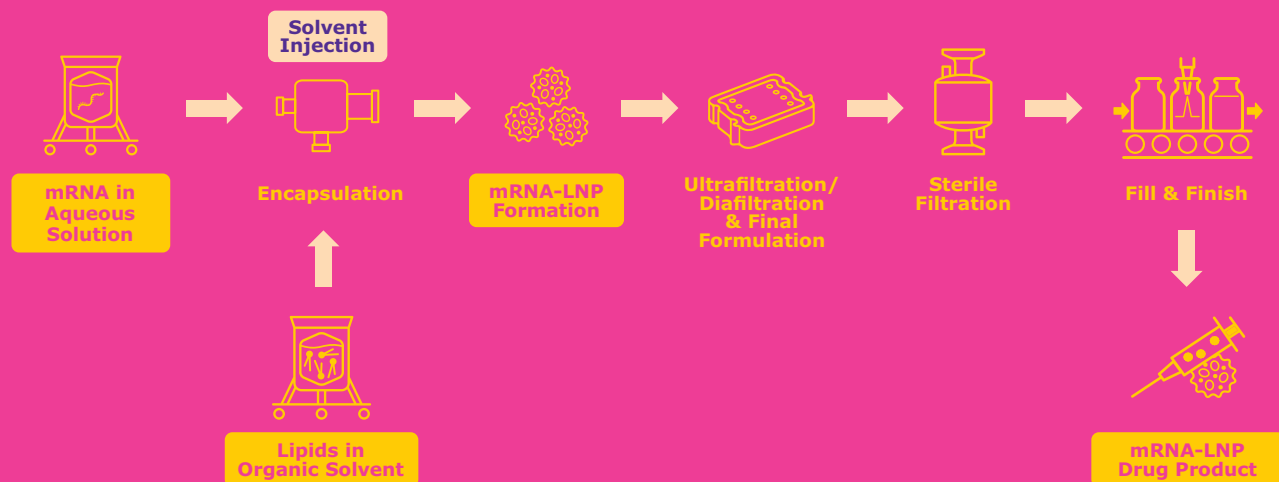 Solvent
Injection
mRNA in
Aqueous
Solution
Encapsulation
mRNA-LNP
Formation
Ultrafiltration/
Diafiltration
& Final
Formulation
Sterile
Filtration
Fill & Finish
Lipids in
Organic Solvent
mRNA-LNP
Drug Product